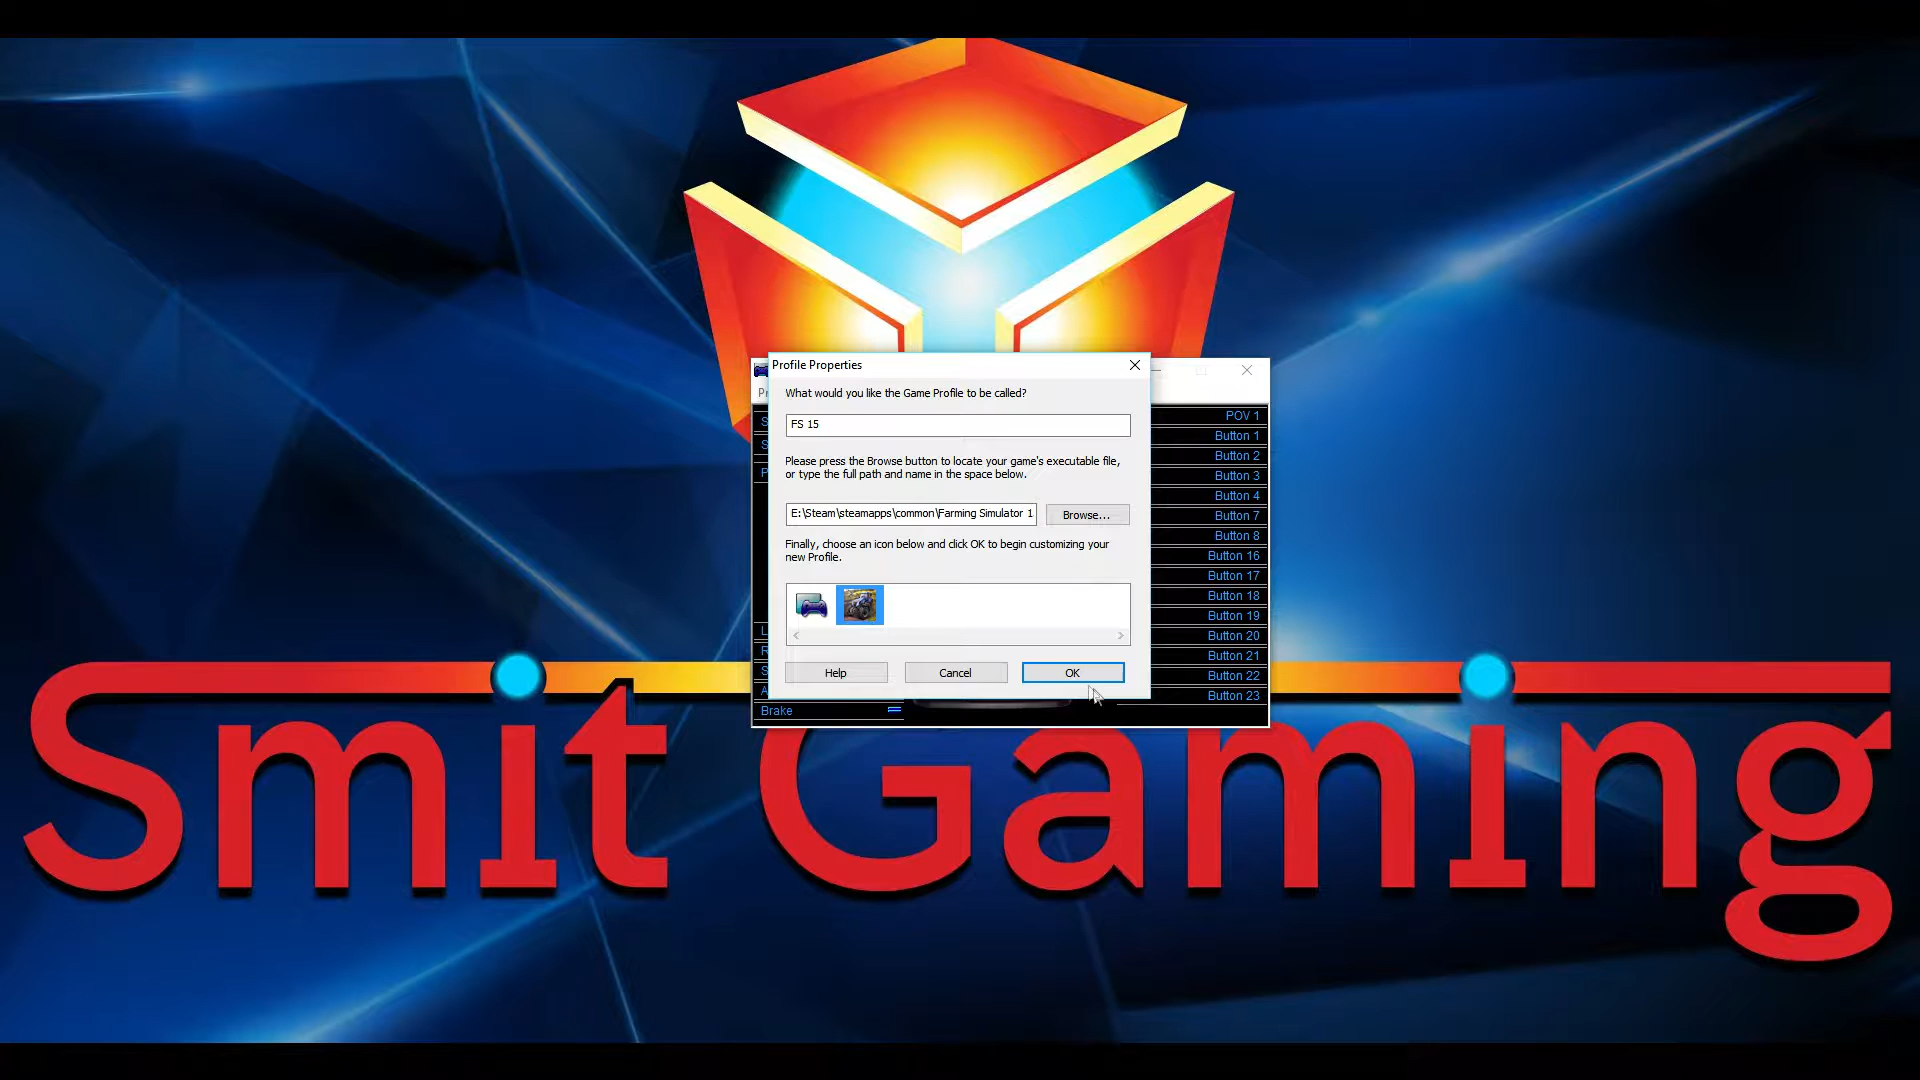 Profile Properties
What would you like the Game Profile to be called?
FS 15
Please press the Browse button to locate your game's executable file,
or type the full path and name in the space below.
E:\Steam\steamapps\common\Farming Simulator 1
Browse...
Finally, choose an icon below and click OK to begin customizing your
new Profile.
Help
Cancel
OK
POV 1
Button 1
Button 2
Button 3
Button 4
Button 7
Button 8
Button 16
Button 17
Button 18
Button 19
Button 20
Button 21
Button 22
Button 23
Brake
Smit Gaming